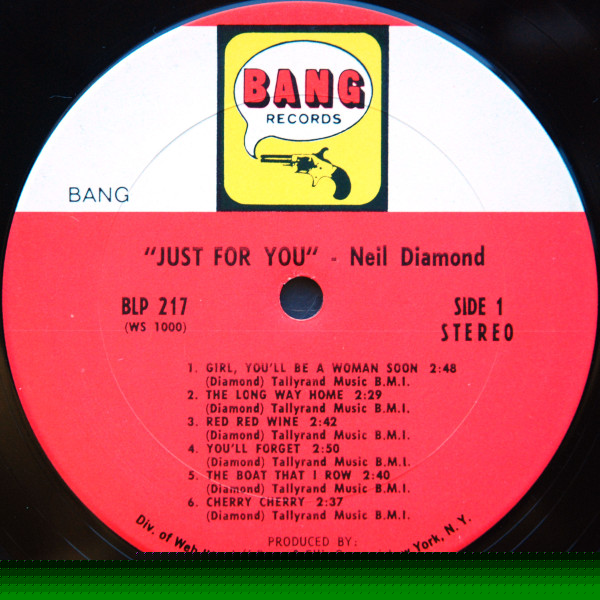 BANG
RECORDS
BANG
"JUST FOR YOU" - Neil Diamond
BLP 217
(WS 1000)
SIDE 1
STEREO
1. GIRL, YOU'LL BE A WOMAN SOON 2:48
(Diamond) Tallyrand Music B.M.I.
2. THE LONG WAY HOME 2:29
(Diamond) Tallyrand Music B.M.I.
3. RED RED WINE 2:42
(Diamond) Tallyrand Music B.M.I.
4. YOU'LL FORGET 2:50
(Diamond) Tallyrand Music B.M.I.
5. THE BOAT THAT I ROW 2:40
(Diamond) Tallyrand Music B.M.I.
6. CHERRY CHERRY 2:37
(Diamond) Tallyrand Music B.M.I.
PRODUCED BY:
Div. of Web York, N. Y.